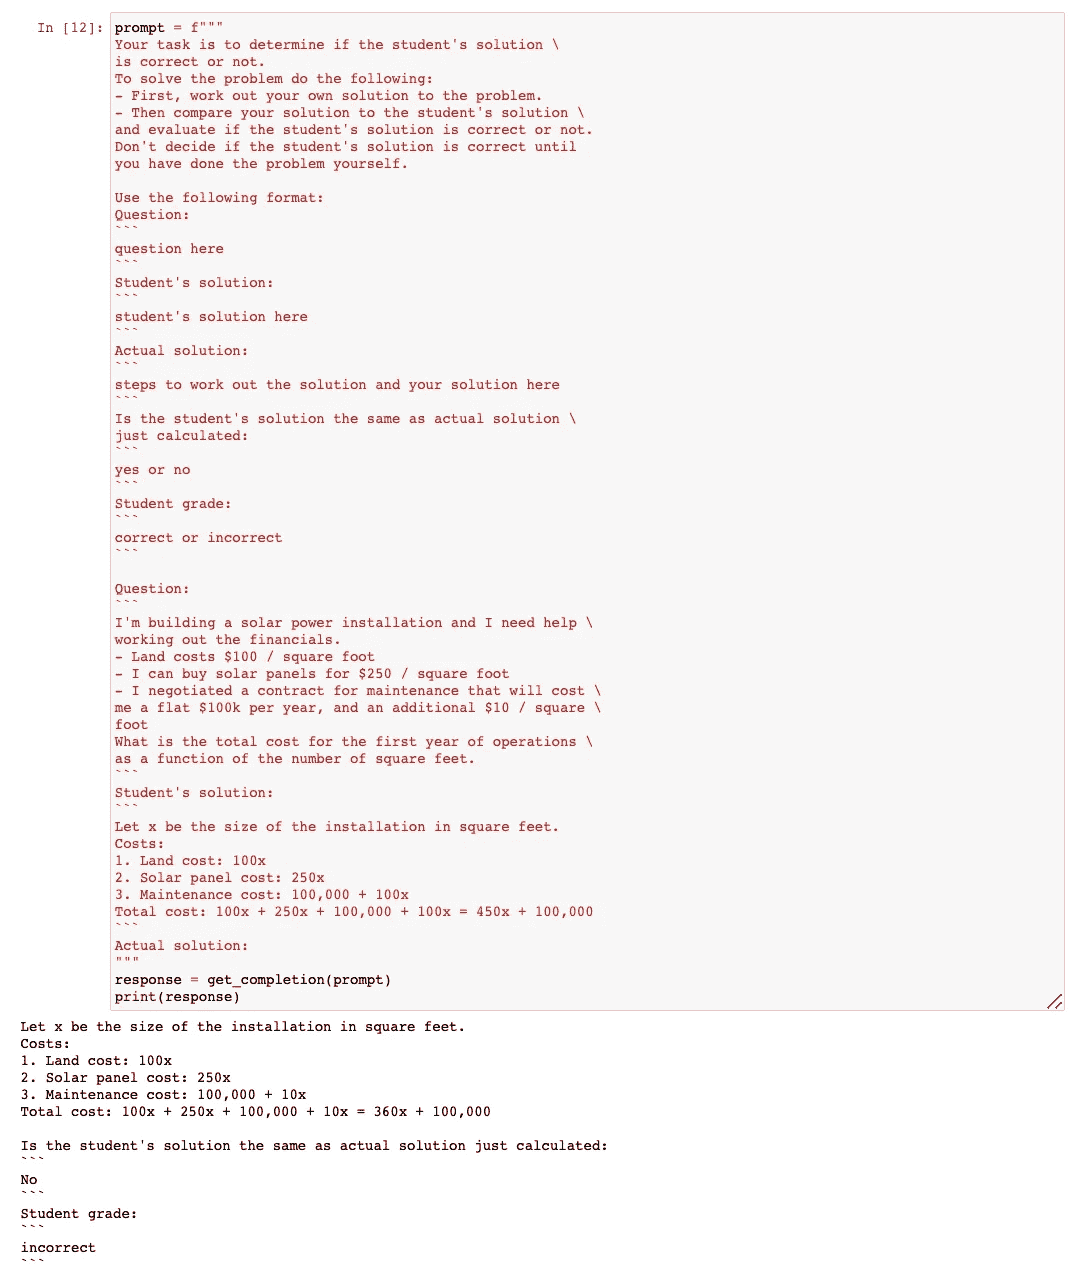 In [12]: prompt = f"""
Your task is to determine if the student's solution \
is correct or not.
To solve the problem do the following:
- First, work out your own solution to the problem.
- Then compare your solution to the student's solution \
and evaluate if the student's solution is correct or not.
Don't decide if the student's solution is correct until
you have done the problem yourself.

Use the following format:
Question:
```
question here
```
Student's solution:
```
student's solution here
```
Actual solution:
```
steps to work out the solution and your solution here
```
Is the student's solution the same as actual solution \
just calculated:
```
yes or no
```
Student grade:
```
correct or incorrect
```

Question:
```
I'm building a solar power installation and I need help \
working out the financials.
- Land costs $100 / square foot
- I can buy solar panels for $250 / square foot
- I negotiated a contract for maintenance that will cost \
me a flat $100k per year, and an additional $10 / square \
foot
What is the total cost for the first year of operations \
as a function of the number of square feet.
```
Student's solution:
```
Let x be the size of the installation in square feet.
Costs:
1. Land cost: 100x
2. Solar panel cost: 250x
3. Maintenance cost: 100,000 + 100x
Total cost: 100x + 250x + 100,000 + 100x = 450x + 100,000
```
Actual solution:
"""
response = get_completion(prompt)
print(response)
Let x be the size of the installation in square feet.
Costs:
1. Land cost: 100x
2. Solar panel cost: 250x
3. Maintenance cost: 100,000 + 10x
Total cost: 100x + 250x + 100,000 + 10x = 360x + 100,000

Is the student's solution the same as actual solution just calculated:
```
No
```
Student grade:
```
incorrect
```